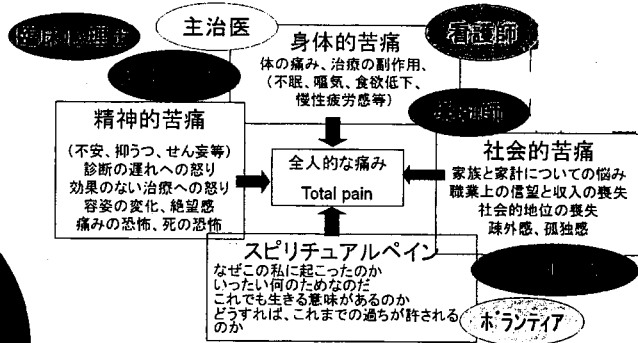 主治医
看護師
身体的苦痛
体の痛み、治療の副作用、
(不眠、嘔気、食欲低下、
慢性疲労感等)
精神的苦痛
(不安、抑うつ、せん妄等)
診断の遅れへの怒り
効果のない治療への怒り
容姿の変化、絶望感
痛みの恐怖、死の恐怖
全人的な痛み
Total pain
社会的苦痛
家族と家計についての悩み
職業上の信望と収入の喪失
社会的地位の喪失
疎外感、孤独感
スピリチュアルペイン
なぜこの私に起こったのか
いったい何のためなのだ
これでも生きる意味があるのか
どうすれば、これまでの過ちが許される
のか
ボランティア